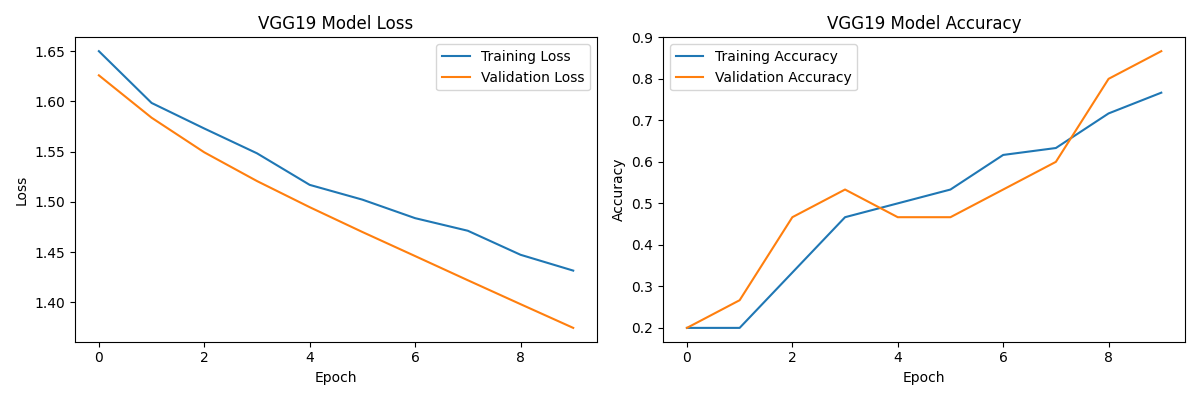 VGG19 Model Loss
1.65
1.60
1.55
1.50
1.45
1.40
Loss
Training Loss
Validation Loss
0 2 4 6 8
Epoch
VGG19 Model Accuracy
0.9
0.8
0.7
0.6
0.5
0.4
0.3
0.2
Accuracy
Training Accuracy
Validation Accuracy
0 2 4 6 8
Epoch